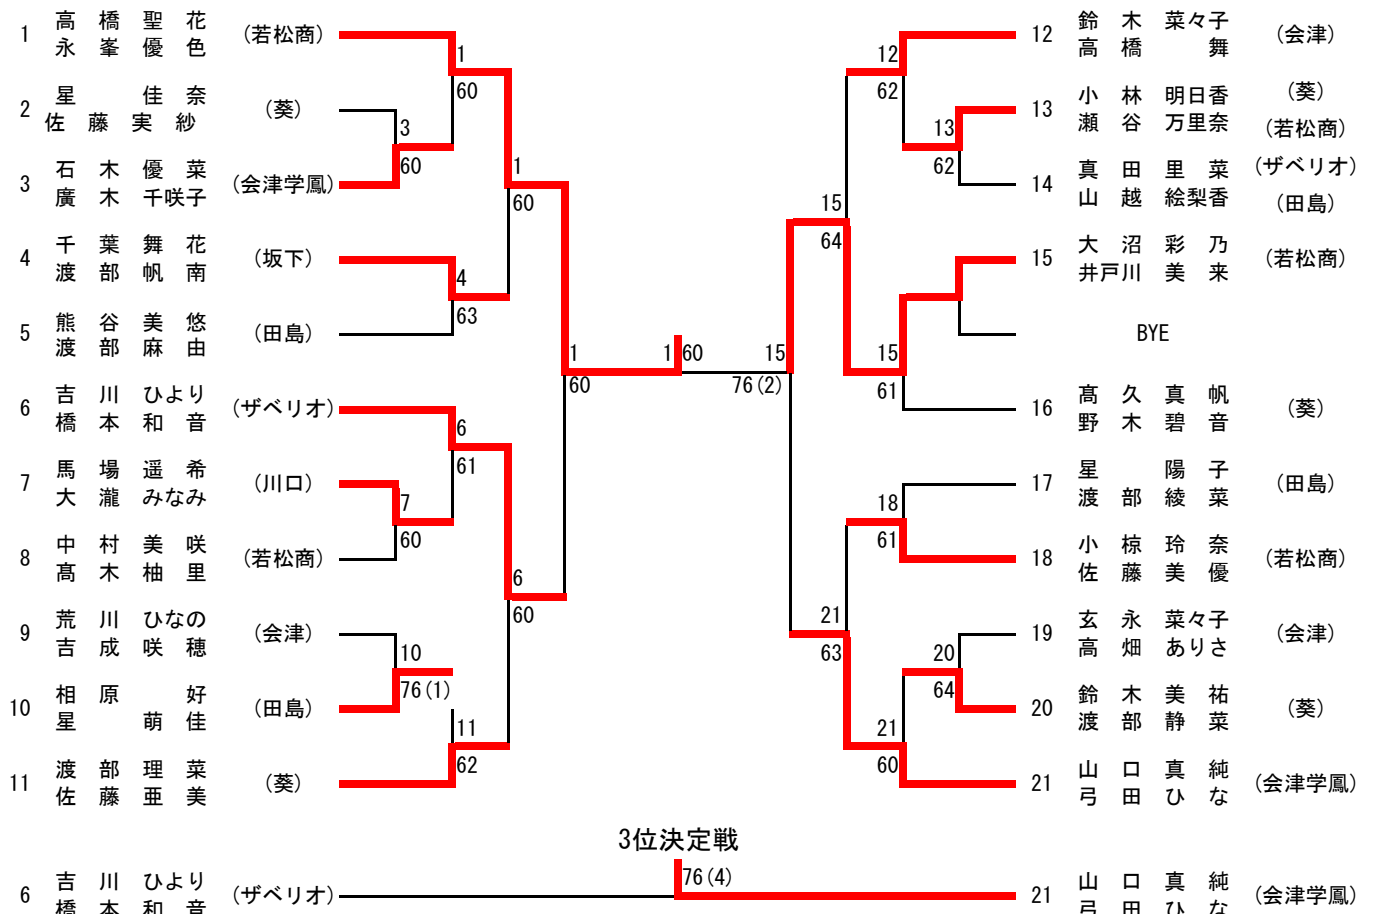 1 高橋聖花 (若松商)
永峯優色
2 星佳奈 (葵)
佐藤実紗
3 石木優菜 (会津学鳳)
廣木千咲子
4 千葉舞花 (坂下)
渡部帆南
5 熊谷美悠 (田島)
渡部麻由
6 吉川ひより (ザベリオ)
橋本和音
7 馬場遥希 (川口)
大瀧みなみ
8 中村美咲 (若松商)
髙木柚里
9 荒川ひなの (会津)
吉成咲穂
10 相原好 (田島)
星萌佳
11 渡部理菜 (葵)
佐藤亜美
1
60
3
60
1
60
4
63
1
60
6
61
7
60
6
60
10
76(1)
11
62
1 60
15
76(2)
12
62
13
62
15
64
15
61
18
61
21
63
20
64
21
60
12 鈴木菜々子 (会津)
高橋舞
13 小林明日香 (葵)
瀬谷万里奈 (若松商)
14 真田里菜 (ザベリオ)
山越絵梨香 (田島)
15 大沼彩乃 (若松商)
井戸川美来
BYE
16 髙久真帆 (葵)
野木碧音
17 星陽子 (田島)
渡部綾菜
18 小椋玲奈 (若松商)
佐藤美優
19 玄永菜々子 (会津)
高畑ありさ
20 鈴木美祐 (葵)
渡部静菜
21 山口真純 (会津学鳳)
弓田ひな
3位決定戦
6 吉川ひより (ザベリオ)
橋本和音
76(4)
21 山口真純 (会津学鳳)
弓田ひな